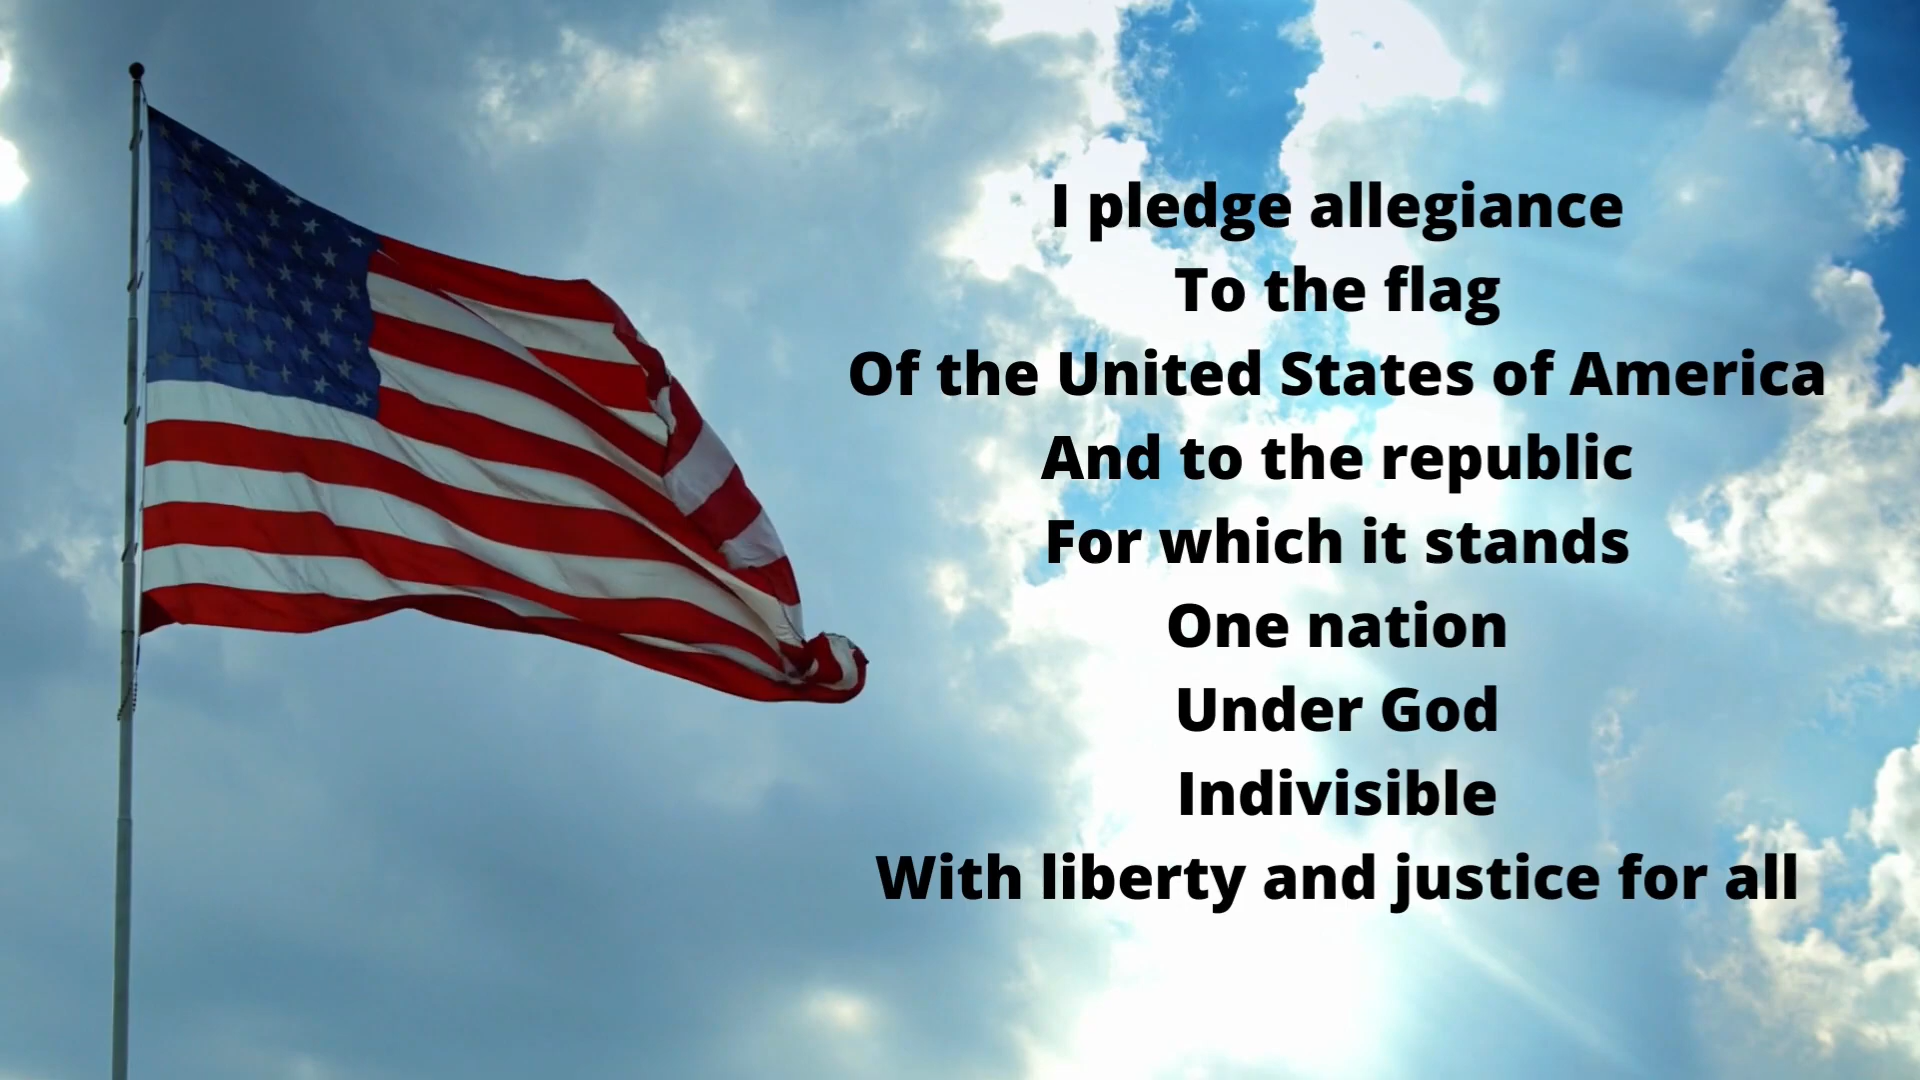 I pledge allegiance
To the flag
Of the United States of America
And to the republic
For which it stands
One nation
Under God
Indivisible
With liberty and justice for all